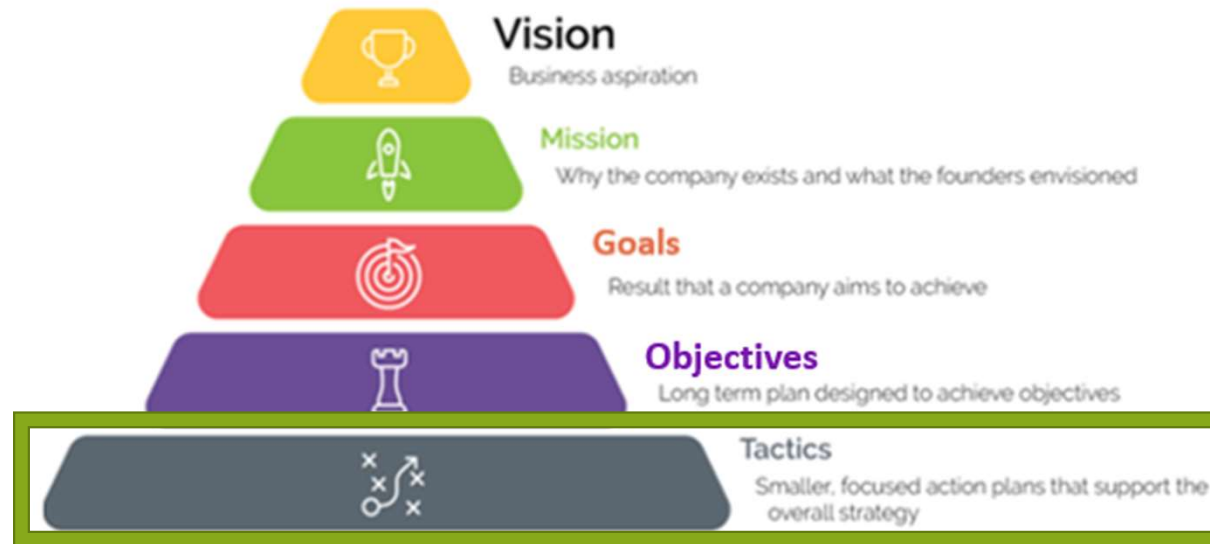 Vision
Business aspiration
Mission
Why the company exists and what the founders envisioned
Goals
Result that a company aims to achieve
Objectives
Long term plan designed to achieve objectives
Tactics
Smaller, focused action plans that support the
overall strategy